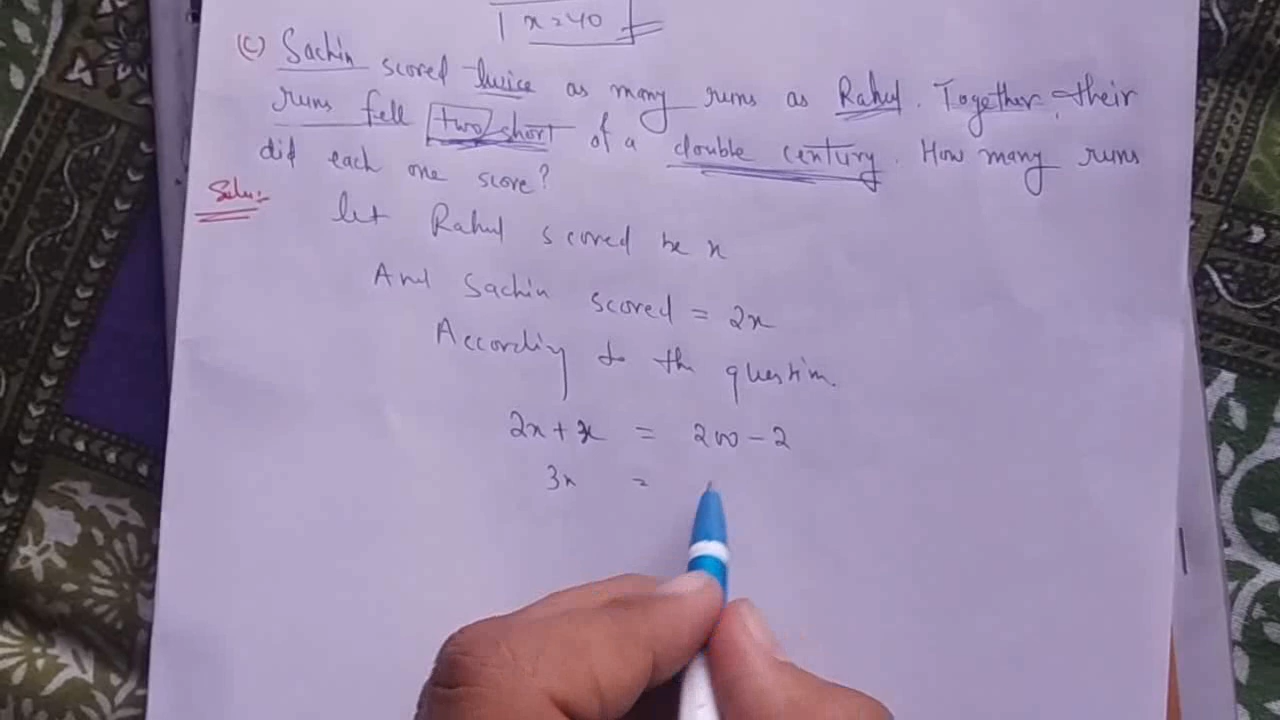 x = 40
(c) Sachin scored twice as many runs as Rahul. Together, their
runs fell two short of a double century. How many runs
did each one score?
Soln:-
let Rahul scored be x
And Sachin scored = 2x
According to the question.
2x + x = 200 - 2
3x =